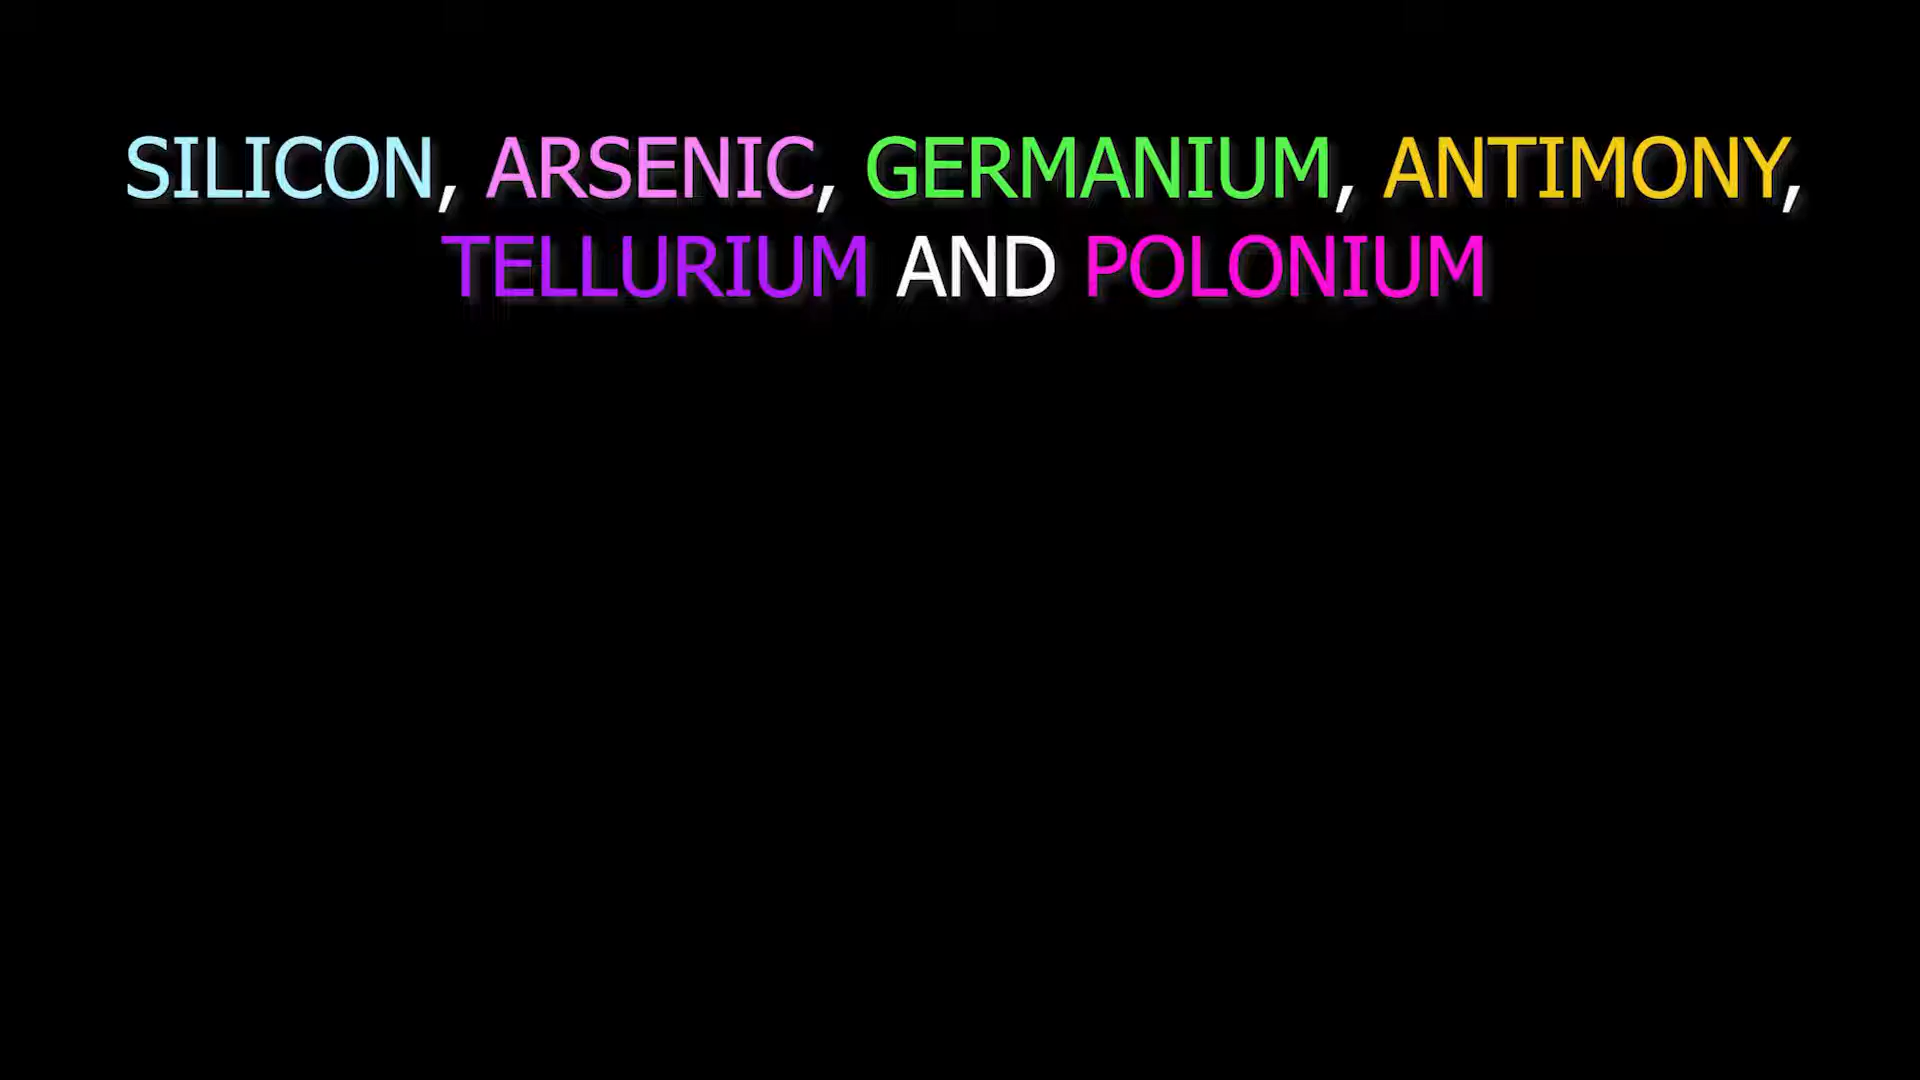 SILICON, ARSENIC, GERMANIUM, ANTIMONY,
TELLURIUM AND POLONIUM